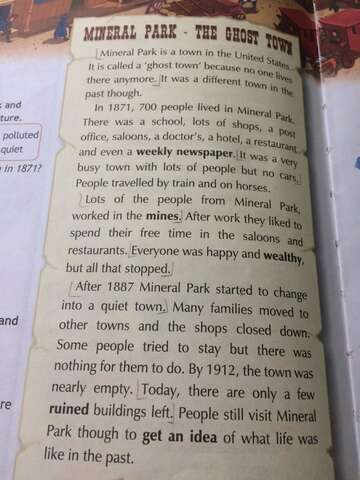 MINERAL PARK - THE GHOST TOWN
Mineral Park is a town in the United States.
It is called a 'ghost town' because no one lives
there anymore. It was a different town in the
past though.
In 1871, 700 people lived in Mineral Park.
There was a school, lots of shops, a post
office, saloons, a doctor's, a hotel, a restaurant
and even a weekly newspaper. It was a very
busy town with lots of people but no cars.
People travelled by train and on horses.
Lots of the people from Mineral Park,
worked in the mines. After work they liked to
spend their free time in the saloons and
restaurants. Everyone was happy and wealthy,
but all that stopped.
After 1887 Mineral Park started to change
into a quiet town. Many families moved to
other towns and the shops closed down.
Some people tried to stay but there was
nothing for them to do. By 1912, the town was
nearly empty. Today, there are only a few
ruined buildings left. People still visit Mineral
Park though to get an idea of what life was
like in the past.
and
ture.
polluted
quiet
in 1871?
and
re